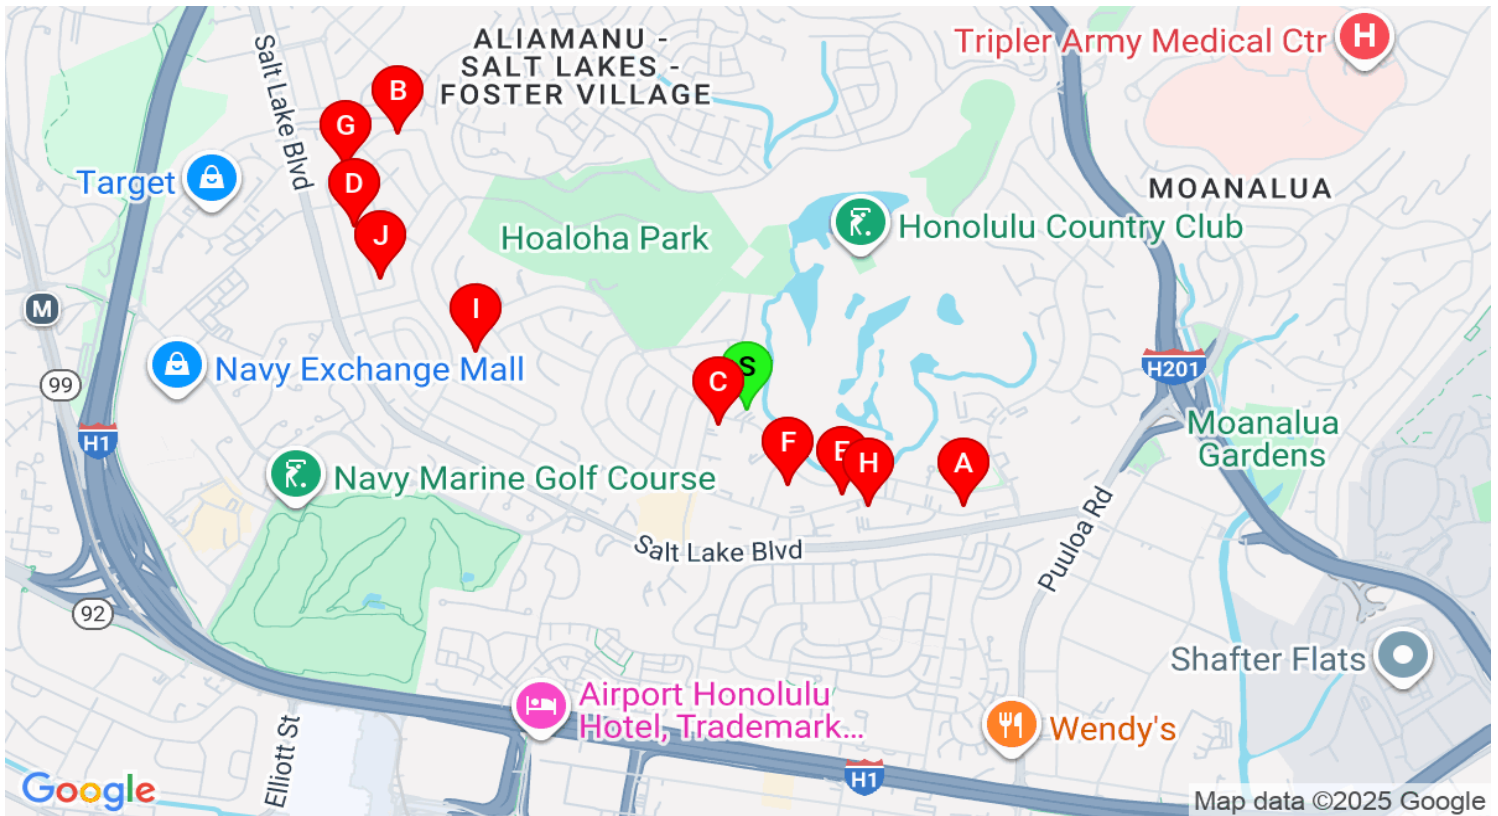 ALIAMANU -
SALT LAKES -
FOSTER VILLAGE
Tripler Army Medical Ctr
H
Salt Lake Blvd
B
G
Target
D
MOANALUA
J
Hoaloha Park
Honolulu Country Club
M
I
Navy Exchange Mall
99
S
C
H201
H1
F
E
H
A
Moanalua
Gardens
Navy Marine Golf Course
Salt Lake Blvd
Puuloa Rd
92
Shafter Flats
Airport Honolulu
Hotel, Trademark...
Wendy's
Elliott St
H1
Google
Map data ©2025 Google